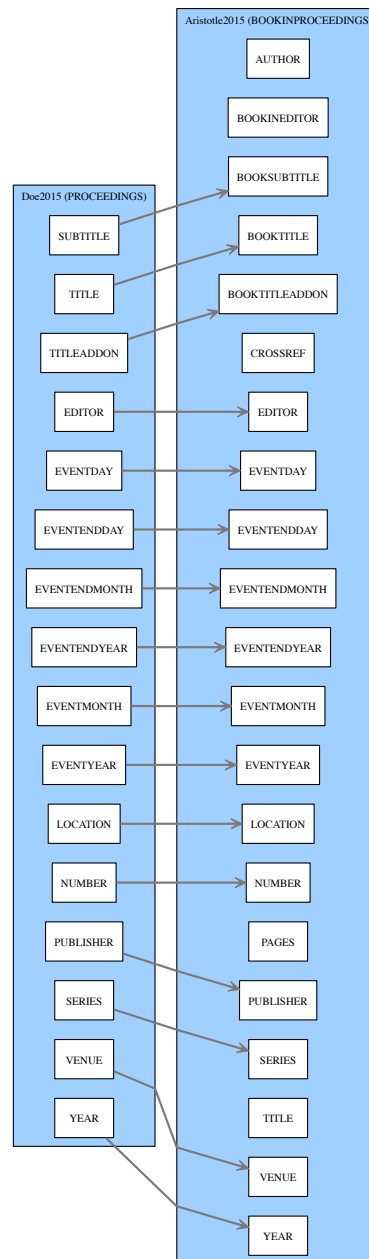 Doe2015 (PROCEEDINGS)
SUBTITLE
TITLE
TITLEADDON
EDITOR
EVENTDAY
EVENTENDDAY
EVENTENDMONTH
EVENTENDYEAR
EVENTMONTH
EVENTYEAR
LOCATION
NUMBER
PUBLISHER
SERIES
VENUE
YEAR
Aristotle2015 (BOOKINPROCEEDINGS)
AUTHOR
BOOKINEDITOR
BOOKSUBTITLE
BOOKTITLE
BOOKTITLEADDON
CROSSREF
EDITOR
EVENTDAY
EVENTENDDAY
EVENTENDMONTH
EVENTENDYEAR
EVENTMONTH
EVENTYEAR
LOCATION
NUMBER
PAGES
PUBLISHER
SERIES
TITLE
VENUE
YEAR